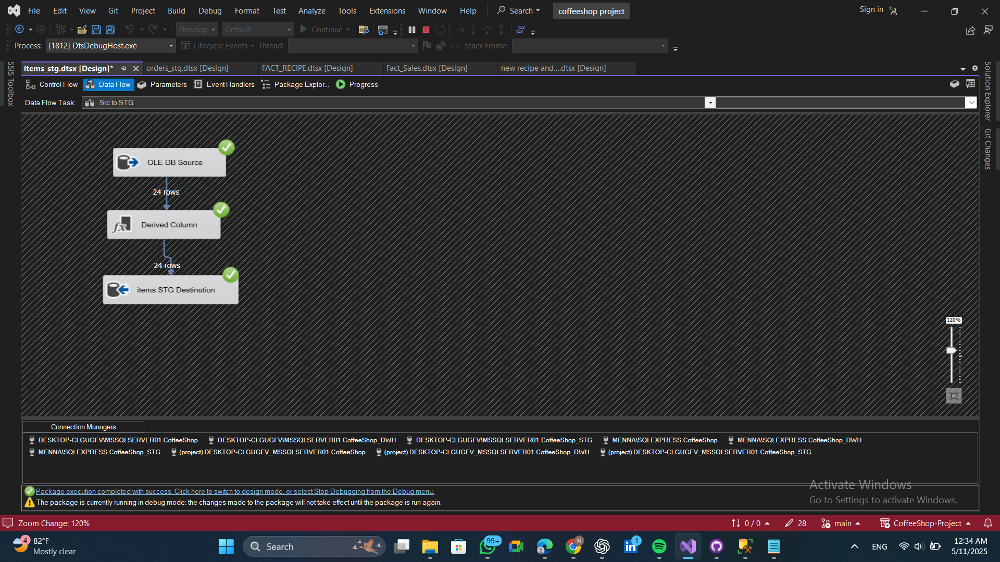 File Edit View Git Project Build Debug Format Test Analyze Tools Extensions Window Help Search coffeeshop project Sign in
Develop Default Continue
Process: [1812] DtsDebugHost.exe Lifecycle Events Thread: Stack Frame:
SSIS Toolbox
items_stg.dtsx [Design]* orders_stg.dtsx [Design] FACT_RECIPE.dtsx [Design] Fact_Sales.dtsx [Design] new recipe and....dtsx [Design]
Control Flow Data Flow Parameters Event Handlers Package Explor... Progress
Data Flow Task: Src to STG
Solution Explorer
Git Changes
OLE DB Source
24 rows
fx Derived Column
24 rows
items STG Destination
120%
Connection Managers
DESKTOP-CLGUGFV\MSSQLSERVER01.CoffeeShop DESKTOP-CLGUGFV\MSSQLSERVER01.CoffeeShop_DWH DESKTOP-CLGUGFV\MSSQLSERVER01.CoffeeShop_STG MENNA\SQLEXPRESS.CoffeeShop MENNA\SQLEXPRESS.CoffeeShop_DWH
MENNA\SQLEXPRESS.CoffeeShop_STG (project) DESKTOP-CLGUGFV_MSSQLSERVER01.CoffeeShop (project) DESKTOP-CLGUGFV_MSSQLSERVER01.CoffeeShop_DWH (project) DESKTOP-CLGUGFV_MSSQLSERVER01.CoffeeShop_STG
Activate Windows
Go to Settings to activate Windows.
Package execution completed with success. Click here to switch to design mode, or select Stop Debugging from the Debug menu.
The package is currently running in debug mode; the changes made to the package will not take effect until the package is run again.
Zoom Change: 120% 0 / 0 28 main CoffeeShop-Project
4 82°F
Mostly clear
Search
99+
N
in 1
ENG
12:34 AM
5/11/2025